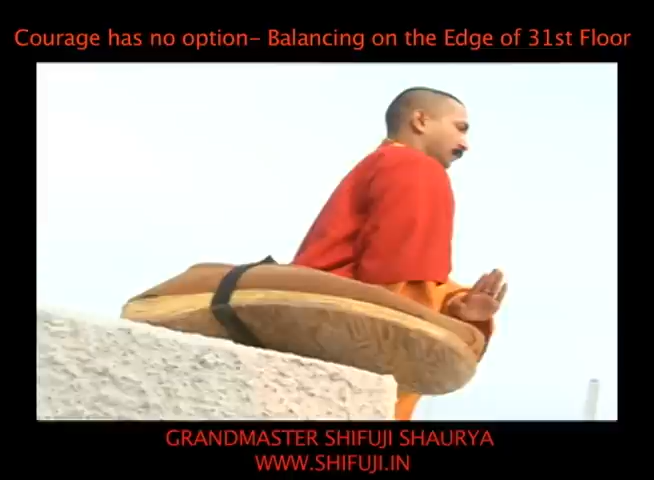 Courage has no option- Balancing on the Edge of 31st Floor
GRANDMASTER SHIFUJI SHAURYA
WWW.SHIFUJI.IN